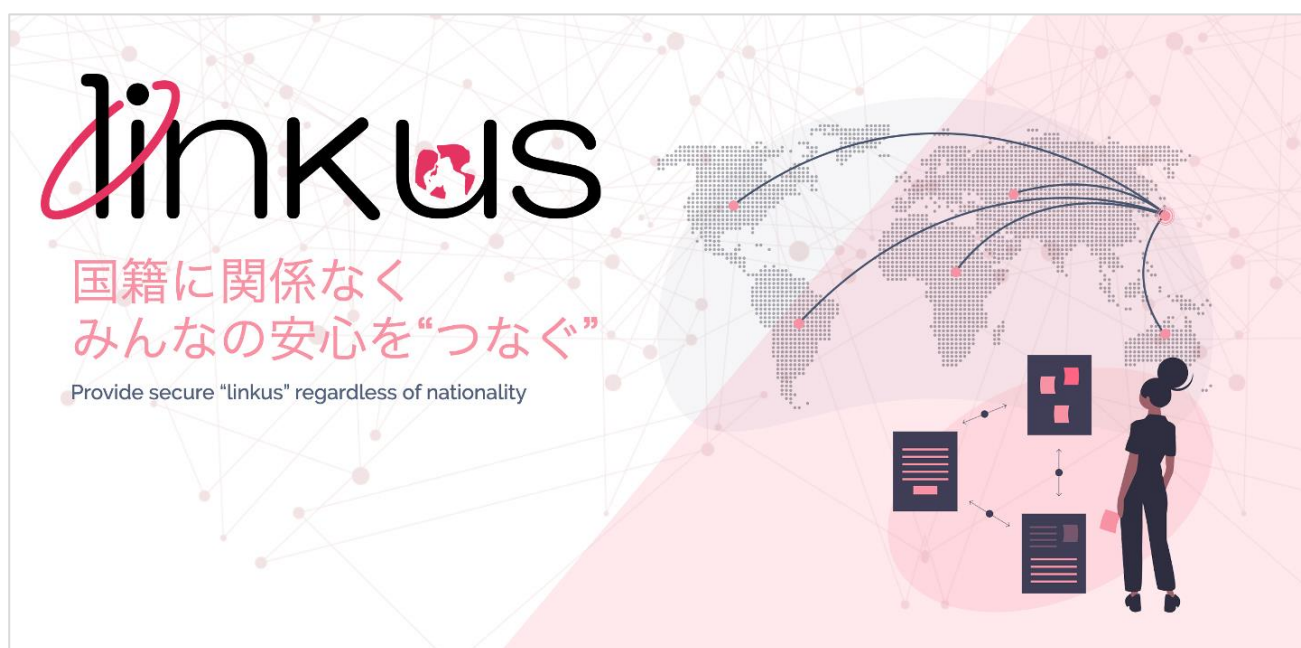 linkus
国籍に関係なく
みんなの安心を“つなぐ”
Provide secure “linkus” regardless of nationality